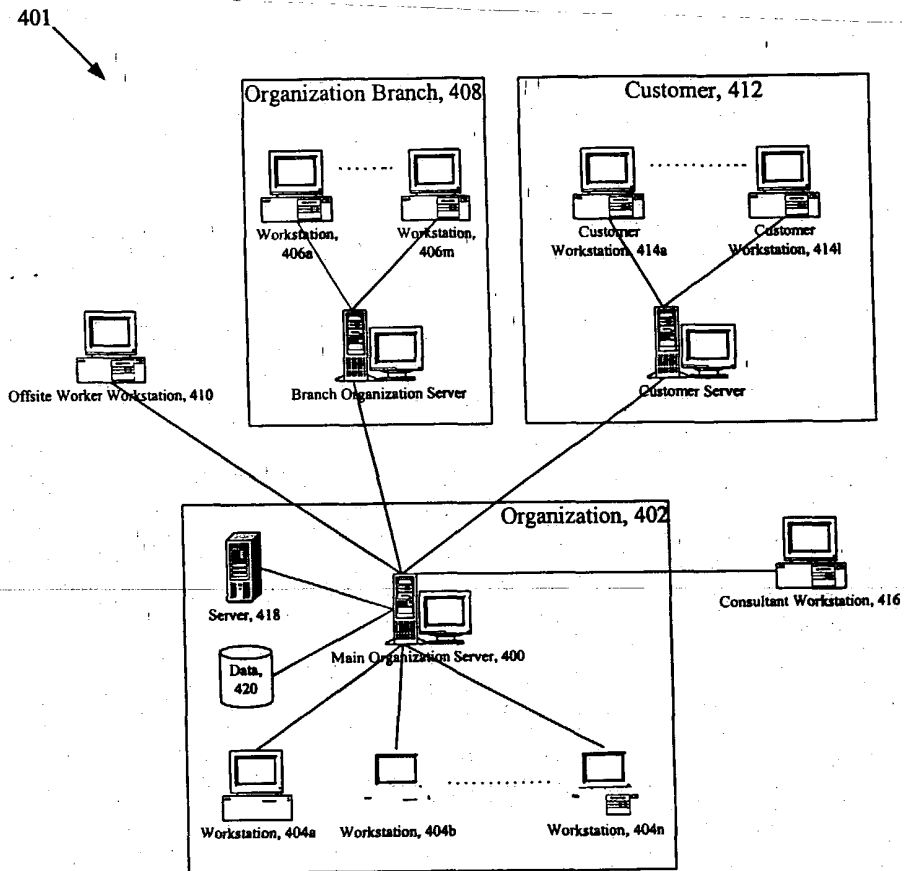 401
Organization Branch, 408
Customer, 412
Workstation,
406a
Workstation,
406m
Customer
Workstation, 414a
Customer
Workstation, 414l
Offsite Worker Workstation, 410
Branch Organization Server
Customer Server
Organization, 402
Server, 418
Main Organization Server, 400
Consultant Workstation, 416
Data,
420
Workstation, 404a
Workstation, 404b
Workstation, 404n